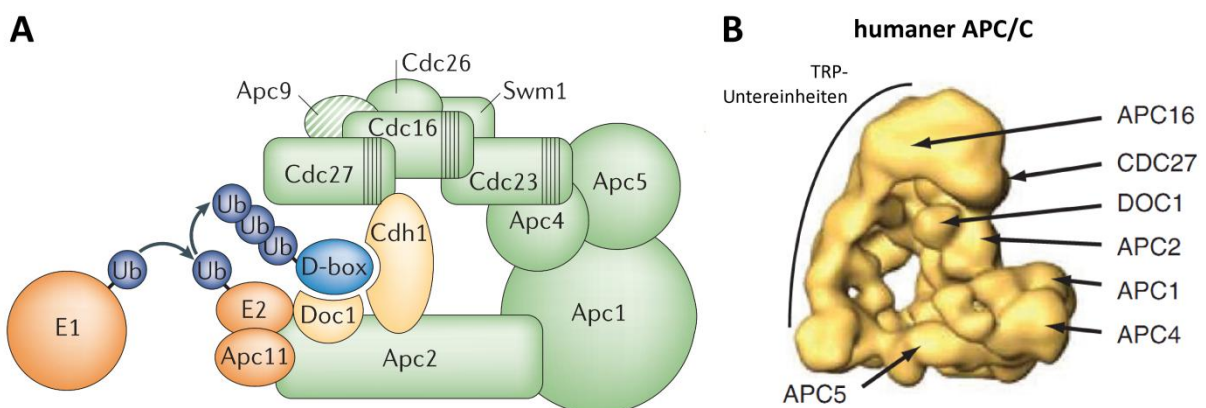 A
Cdc26
Apc9
Swm1
Cdc16
Cdc27
Cdc23
Apc5
Apc4
Ub
Ub
Ub
Cdh1
Ub
Ub
D-box
E1
E2
Doc1
Apc1
Apc11
Apc2
B
humaner APC/C
TRP-
Untereinheiten
APC16
CDC27
DOC1
APC2
APC1
APC4
APC5